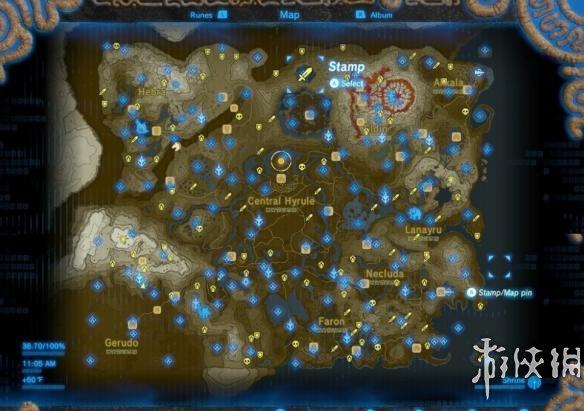 Runes L
Map
R Album
Stamp
A Select
Hebra
Akkala
Eldin
Central Hyrule
Lanayru
Necluda
A Stamp/Map pin
Faron
Gerudo
38.70/100%
11:05 AM
+50°F
Shrine
游侠网